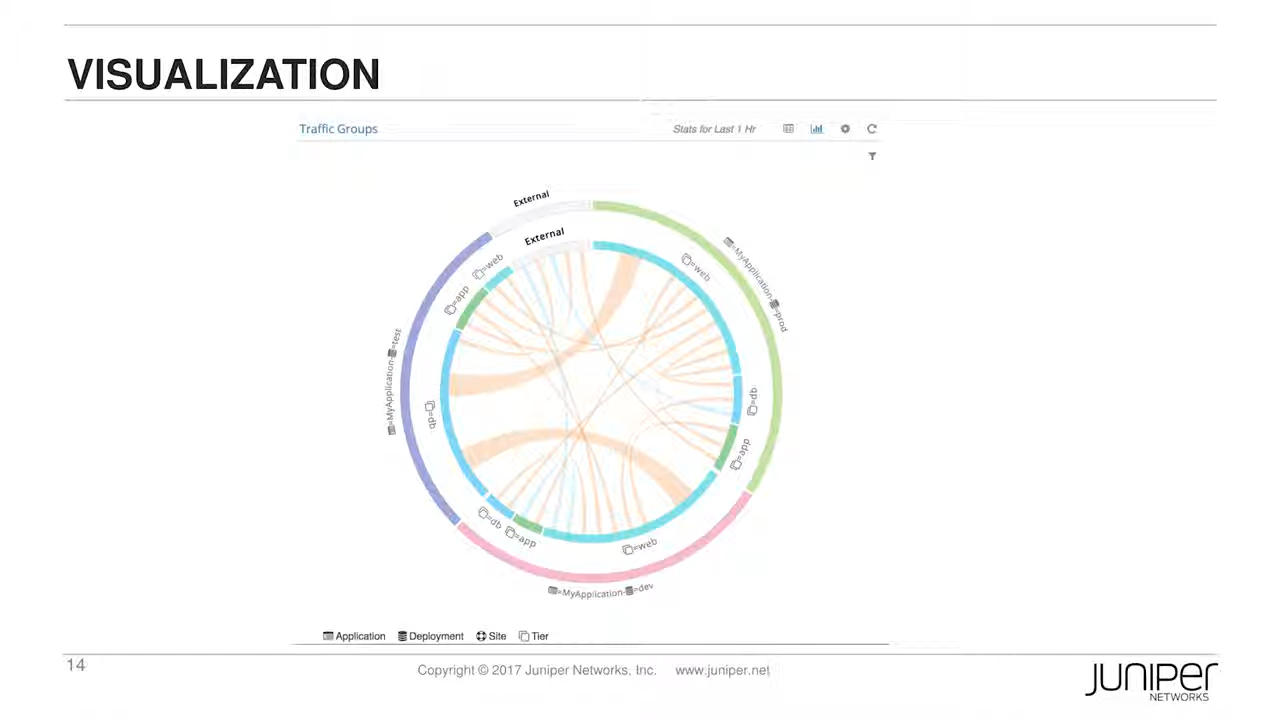 VISUALIZATION
Traffic Groups
Stats for Last 1 Hr
External
External
=web
=MyApplication-=prod
=db
=app
=web
=MyApplication-=dev
=app
=db
=db
=MyApplication-=test
=app
=web
Application Deployment Site Tier
14
Copyright © 2017 Juniper Networks, Inc. www.juniper.net
JUNIPER
NETWORKS